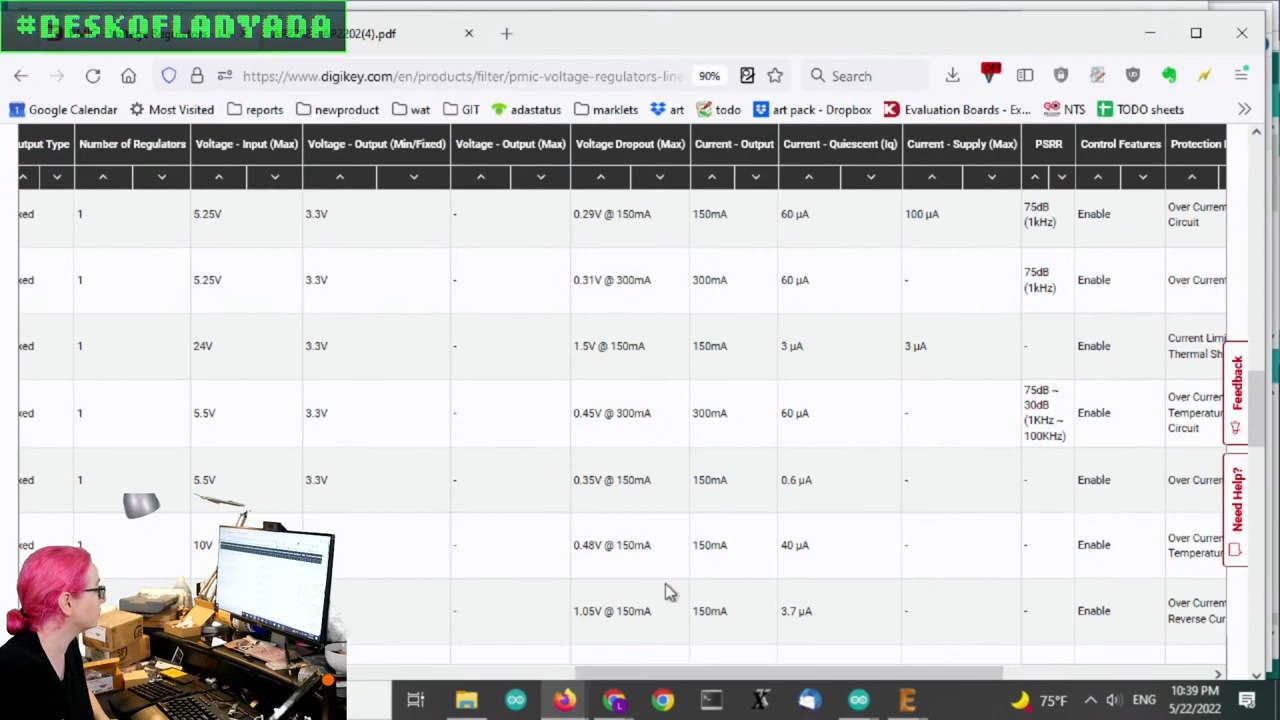 #DESKOFLADYADA
2202(4).pdf
https://www.digikey.com/en/products/filter/pmic-voltage-regulators-line
90%
Search
OFF
Google Calendar
Most Visited
reports
newproduct
wat
GIT
adastatus
marklets
art
todo
art pack - Dropbox
Evaluation Boards - Ex...
NTS
TODO sheets
utput Type Number of Regulators Voltage - Input (Max) Voltage - Output (Min/Fixed) Voltage - Output (Max) Voltage Dropout (Max) Current - Output Current - Quiescent (Iq) Current - Supply (Max) PSRR Control Features Protection
xed 1 5.25V 3.3V - 0.29V @ 150mA 150mA 60 µA 100 µA 75dB (1kHz) Enable Over Current Circuit
xed 1 5.25V 3.3V - 0.31V @ 300mA 300mA 60 µA - 75dB (1kHz) Enable Over Current
xed 1 24V 3.3V - 1.5V @ 150mA 150mA 3 µA 3 µA - Enable Current Limi Thermal Sh
xed 1 5.5V 3.3V - 0.45V @ 300mA 300mA 60 µA - 75dB ~ 30dB (1KHz ~ 100KHz) Enable Over Curren Temperatur Circuit
xed 1 5.5V 3.3V - 0.35V @ 150mA 150mA 0.6 µA - - Enable Over Current
10V - 0.48V @ 150mA 150mA 40 µA - - Enable Over Curren Temperatur
- 1.05V @ 150mA 150mA 3.7 µA - - Enable Over Current Reverse Cur
Feedback
Need Help?
75°F
ENG
10:39 PM
5/22/2022